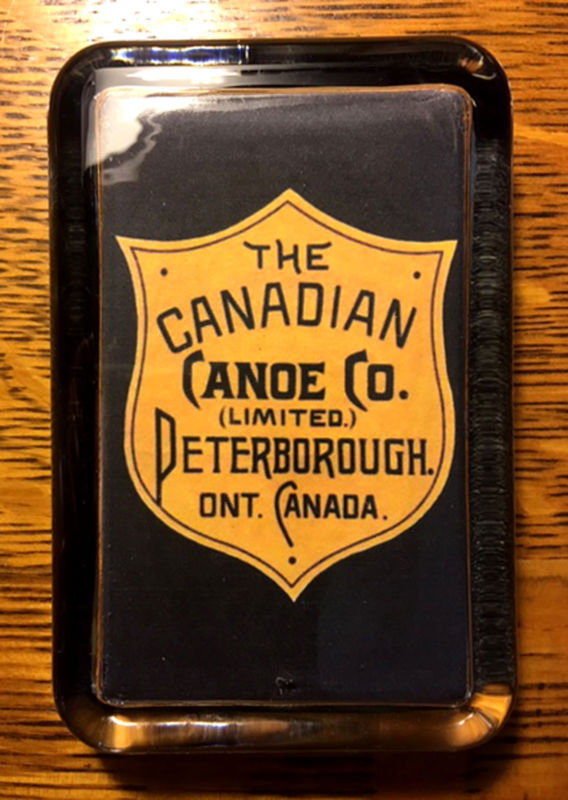 THE
CANADIAN
CANOE CO.
(LIMITED.)
PETERBOROUGH.
ONT. CANADA.